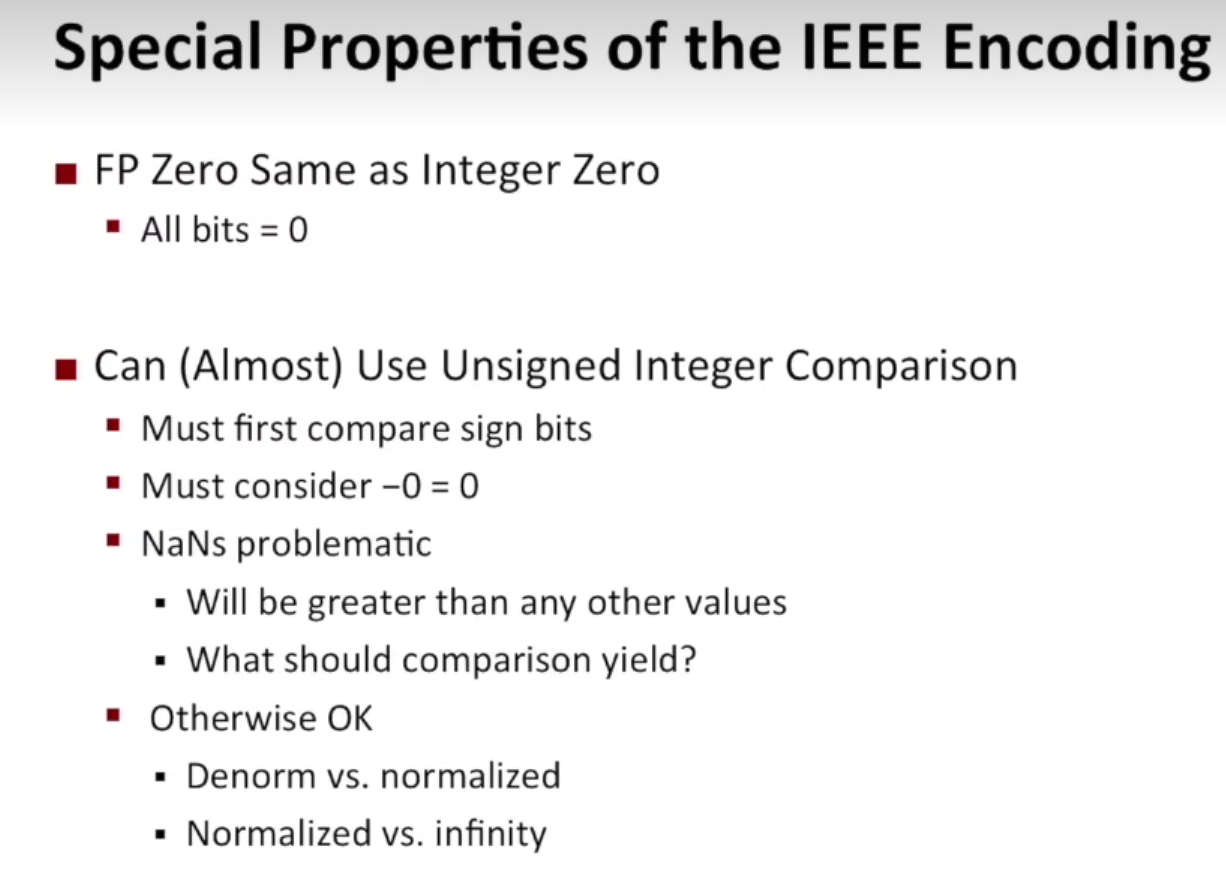 Special Properties of the IEEE Encoding
■ FP Zero Same as Integer Zero
▪ All bits = 0
■ Can (Almost) Use Unsigned Integer Comparison
▪ Must first compare sign bits
▪ Must consider −0 = 0
▪ NaNs problematic
▪ Will be greater than any other values
▪ What should comparison yield?
▪ Otherwise OK
▪ Denorm vs. normalized
▪ Normalized vs. infinity